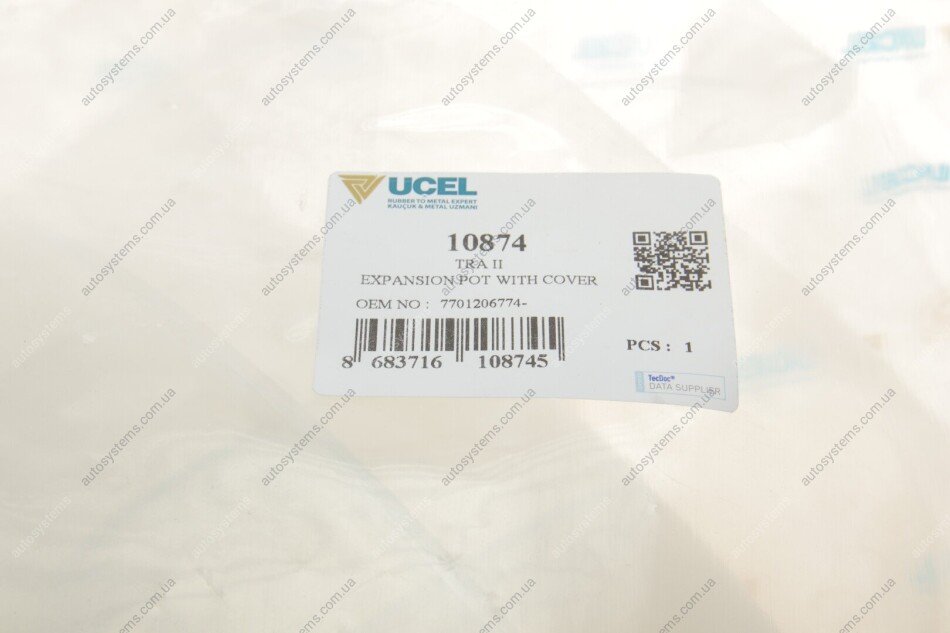 UCEL
RUBBER TO METAL EXPERT
KAUÇUK & METAL UZMANI
10874
TRA II
EXPANSION POT WITH COVER
OEM NO : 7701206774-
8 683716 108745
PCS : 1
TecDoc®
DATA SUPPLIER
UCEL
autosystems.com.ua